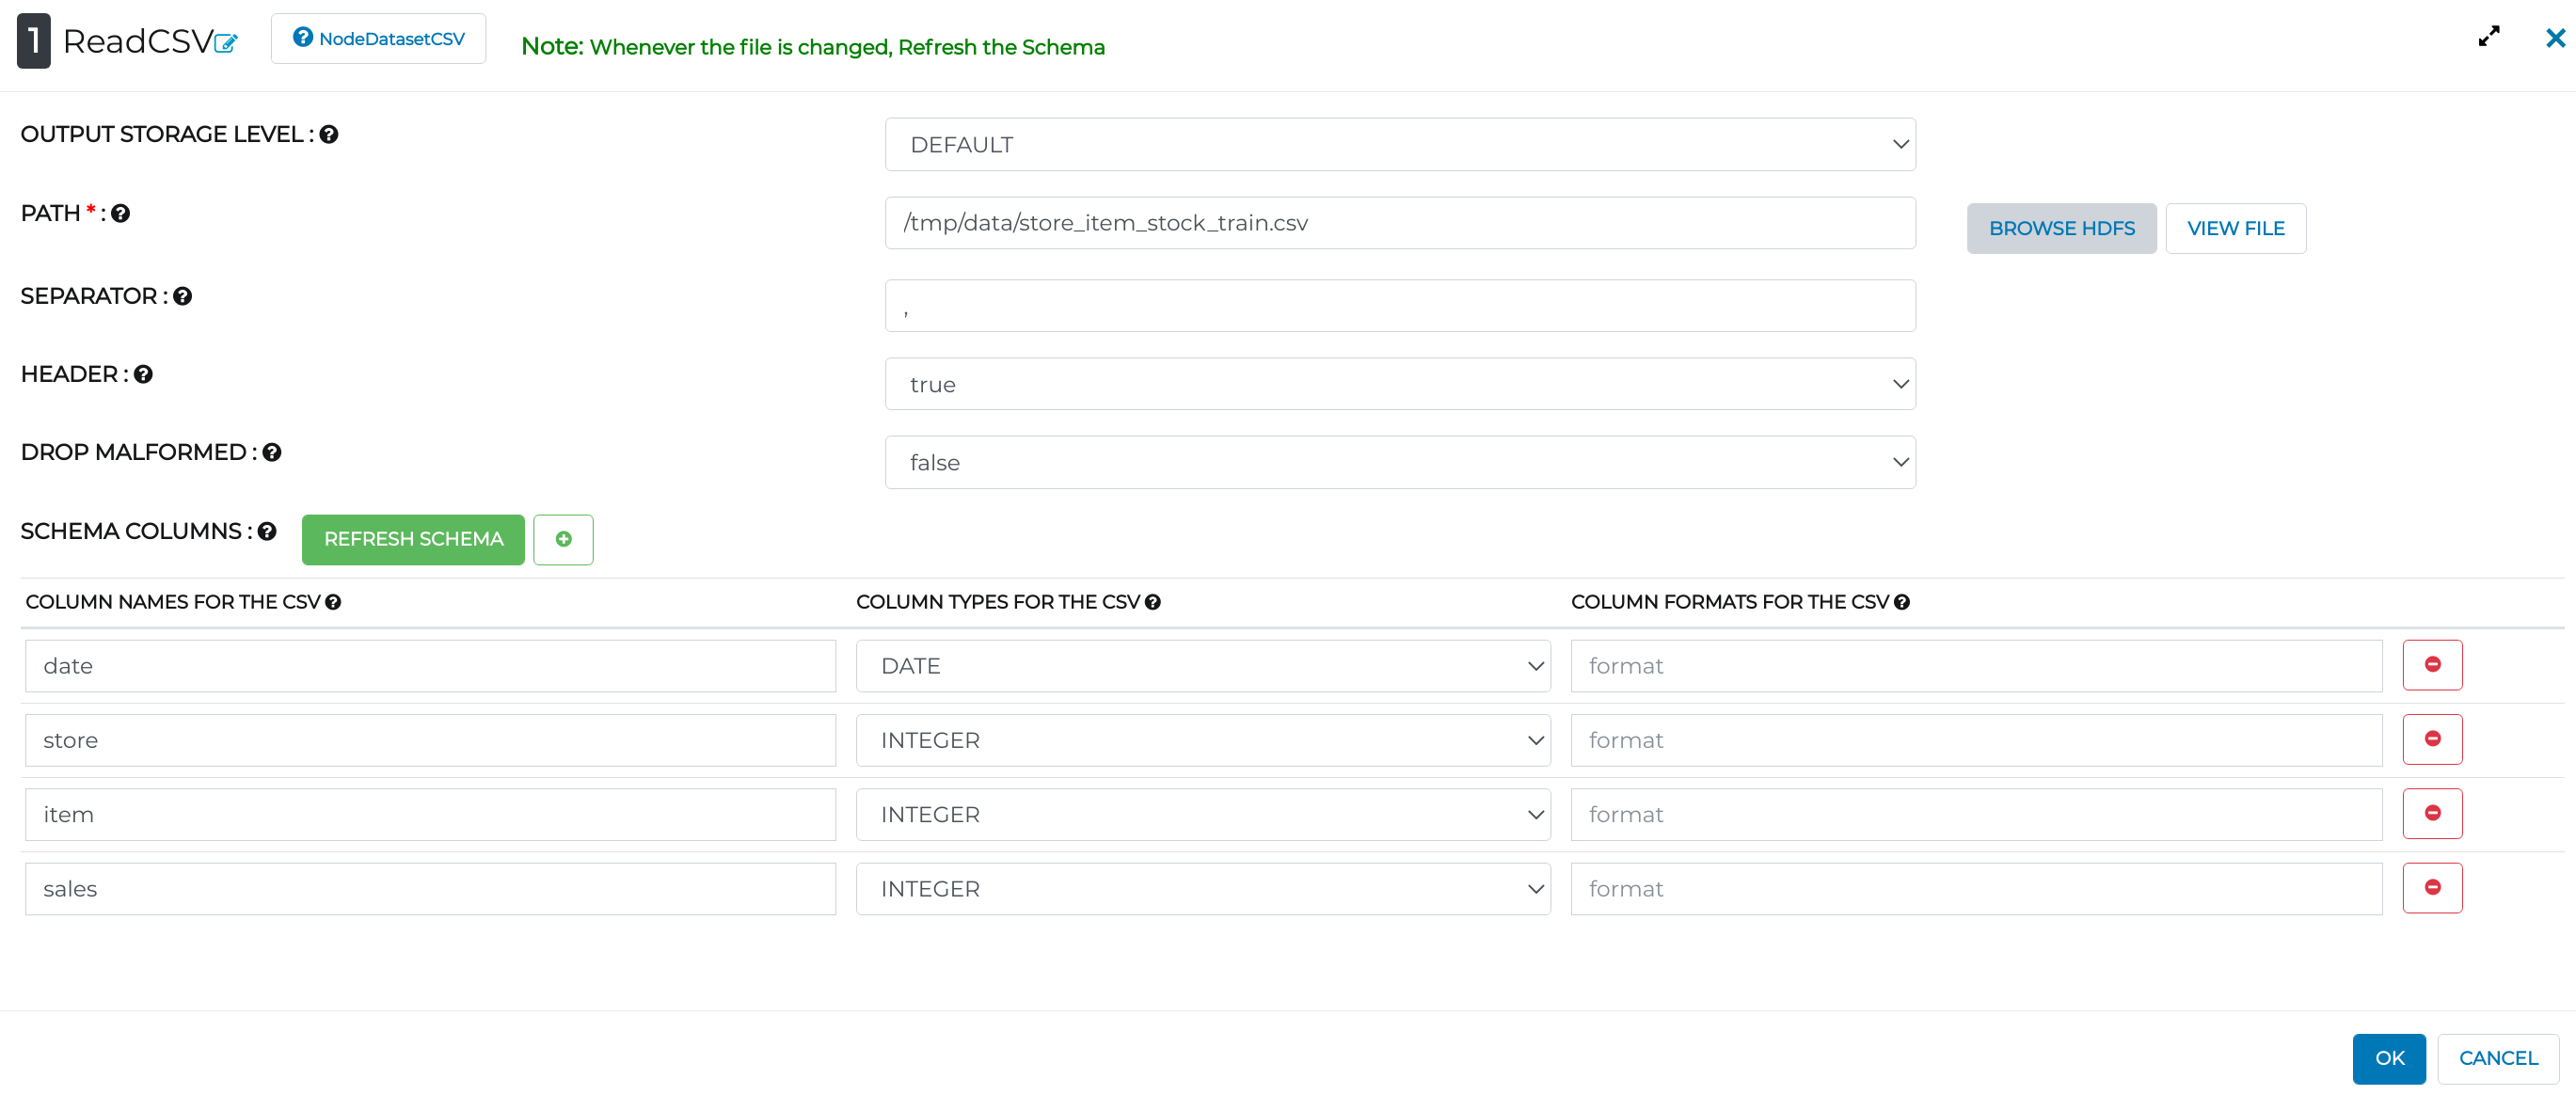 1 ReadCSV NodeDatasetCSV Note: Whenever the file is changed, Refresh the Schema
OUTPUT STORAGE LEVEL : DEFAULT
PATH * : /tmp/data/store_item_stock_train.csv BROWSE HDFS VIEW FILE
SEPARATOR : ,
HEADER : true
DROP MALFORMED : false
SCHEMA COLUMNS : REFRESH SCHEMA
COLUMN NAMES FOR THE CSV COLUMN TYPES FOR THE CSV COLUMN FORMATS FOR THE CSV
date DATE format
store INTEGER format
item INTEGER format
sales INTEGER format
OK CANCEL